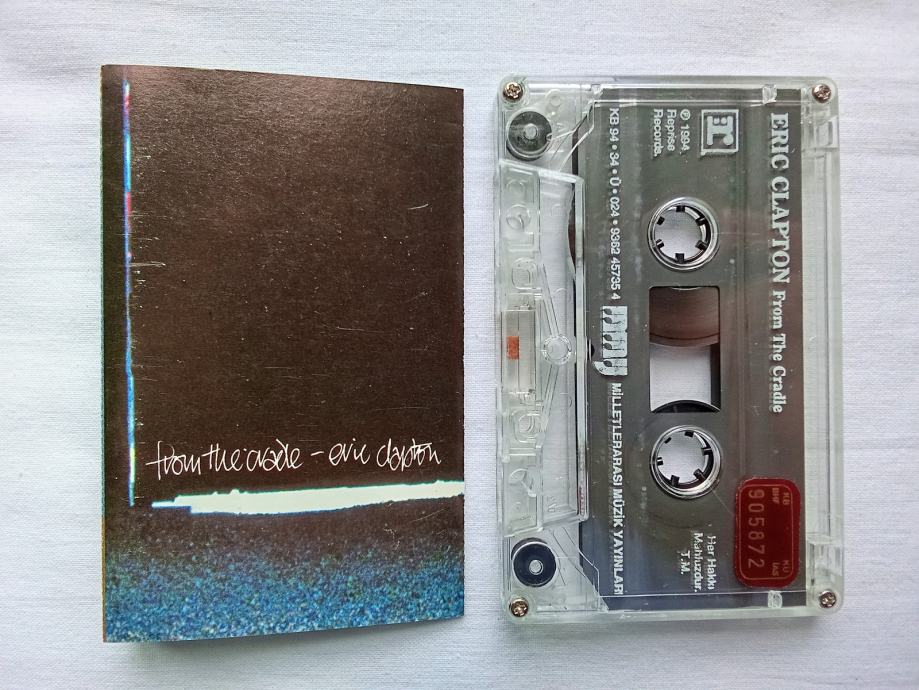 from the cradle - eric clapton
ERIC CLAPTON From The Cradle
r
℗ 1994
Reprise
Records.
KB 94 • 34 • Ü • 024 • 9362 45735 4
mmy
MİLLETLERARASI MÜZİK YAYINLARI
Her Hakkı
Mahfuzdur.
T.M.
905872